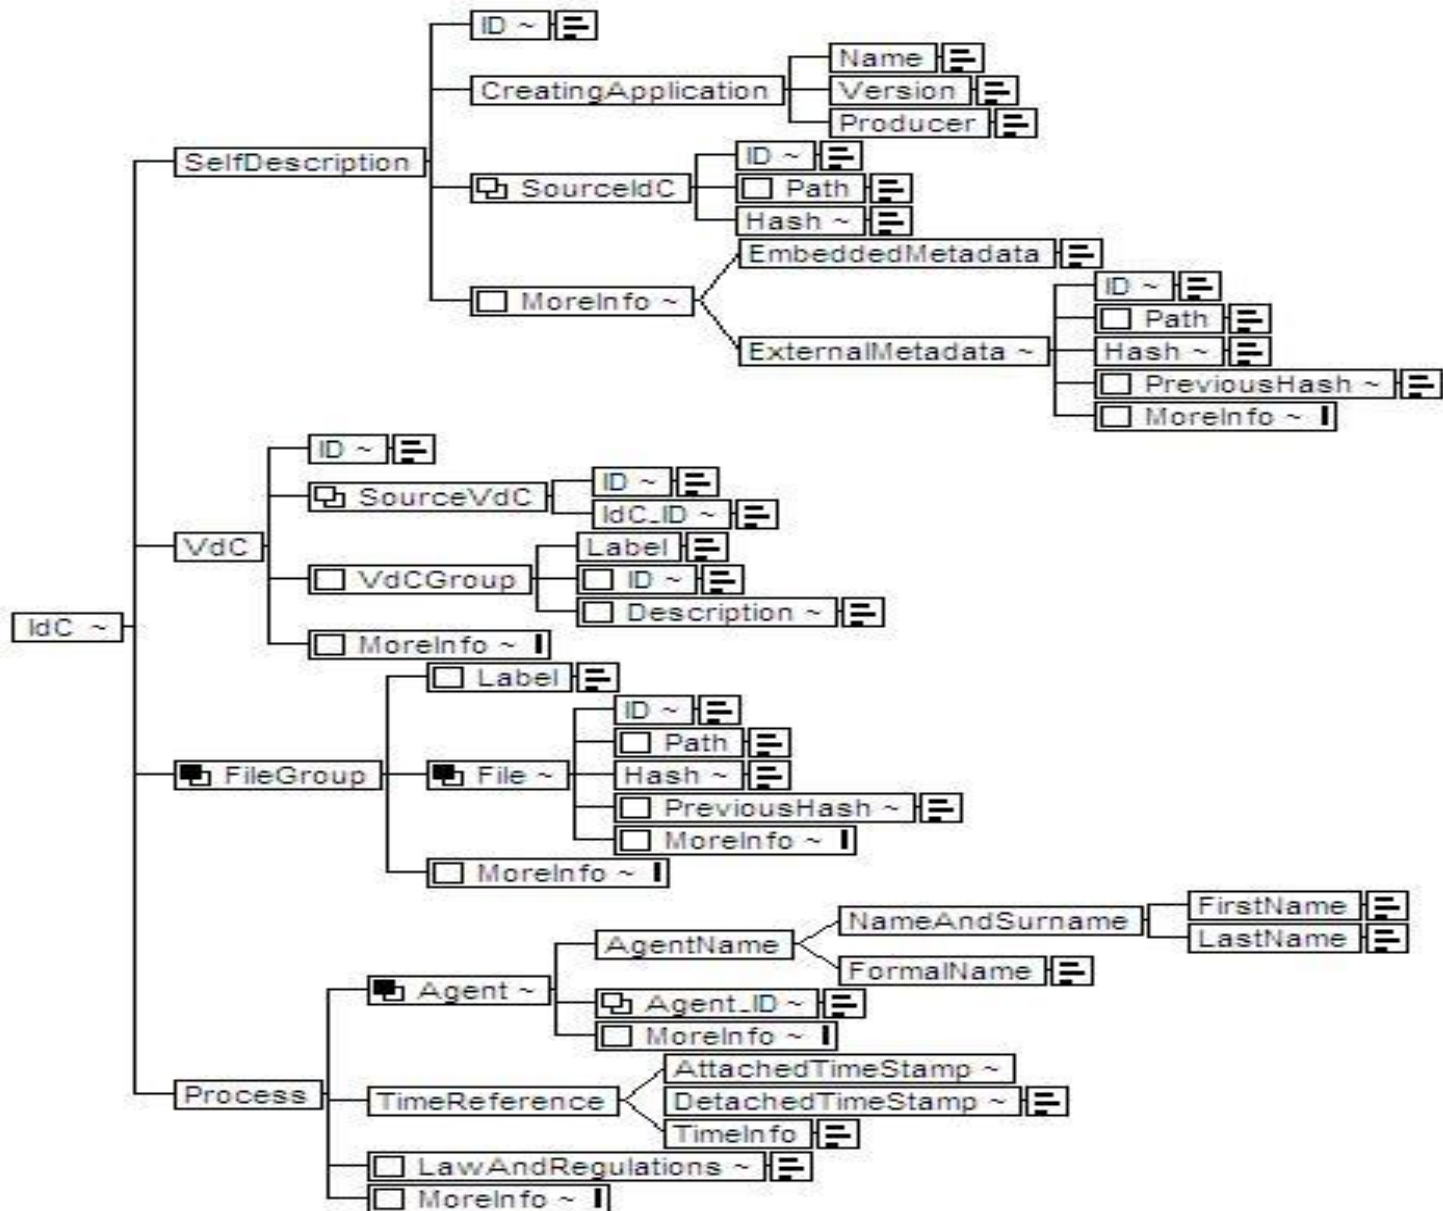 ID ~
CreatingApplication
Name
Version
Producer
SelfDescription
SourceIdC
ID ~
Path
Hash ~
MoreInfo ~
EmbeddedMetadata
ExternalMetadata ~
ID ~
Path
Hash ~
PreviousHash ~
MoreInfo ~
VdC
ID ~
SourceVdC
ID ~
IdC_ID ~
VdCGroup
Label
ID ~
Description ~
MoreInfo ~
IdC ~
FileGroup
Label
File ~
ID ~
Path
Hash ~
PreviousHash ~
MoreInfo ~
MoreInfo ~
Process
Agent ~
AgentName
NameAndSurname
FirstName
LastName
FormalName
Agent_ID ~
MoreInfo ~
TimeReference
AttachedTimeStamp ~
DetachedTimeStamp ~
TimeInfo
LawAndRegulations ~
MoreInfo ~